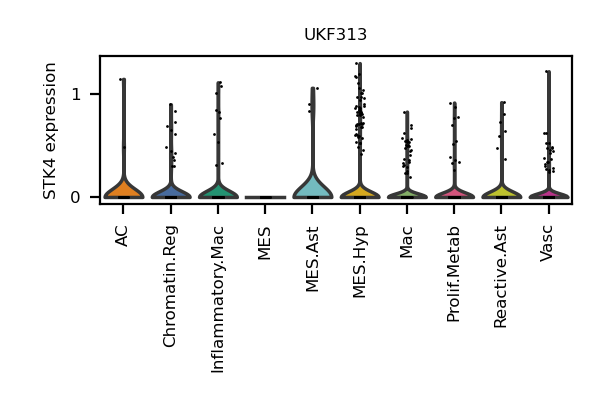 UKF313
STK4 expression
1
0
AC
Chromatin.Reg
Inflammatory.Mac
MES
MES.Ast
MES.Hyp
Mac
Prolif.Metab
Reactive.Ast
Vasc